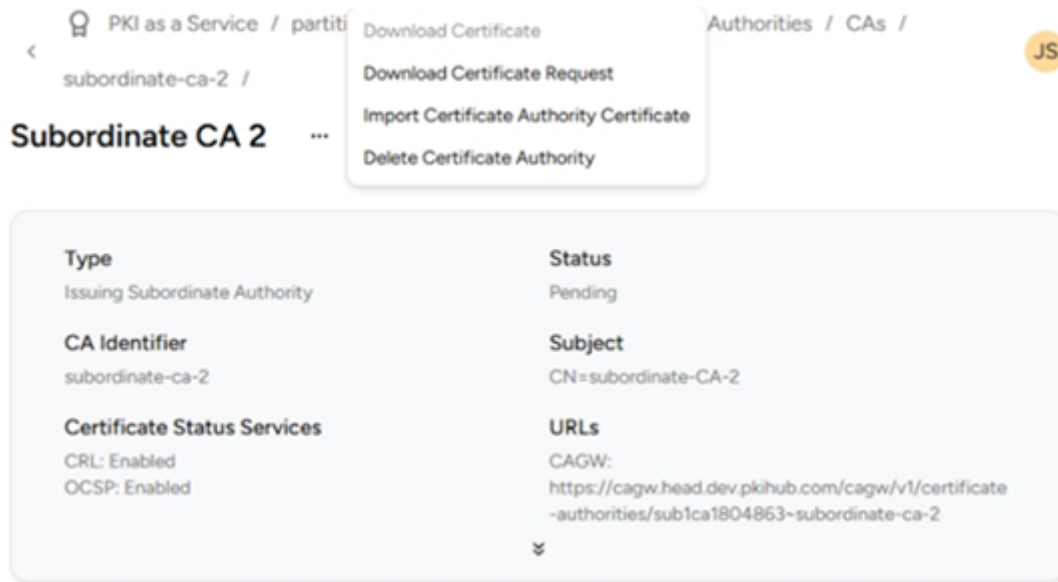 PKI as a Service / partiti
Authorities / CAs /
subordinate-ca-2 /
JS
Subordinate CA 2 ...
Download Certificate
Download Certificate Request
Import Certificate Authority Certificate
Delete Certificate Authority
Type
Issuing Subordinate Authority
Status
Pending
CA Identifier
subordinate-ca-2
Subject
CN=subordinate-CA-2
Certificate Status Services
CRL: Enabled
OCSP: Enabled
URLs
CAGW:
https://cagw.head.dev.pkihub.com/cagw/v1/certificate
-authorities/sub1ca1804863~subordinate-ca-2